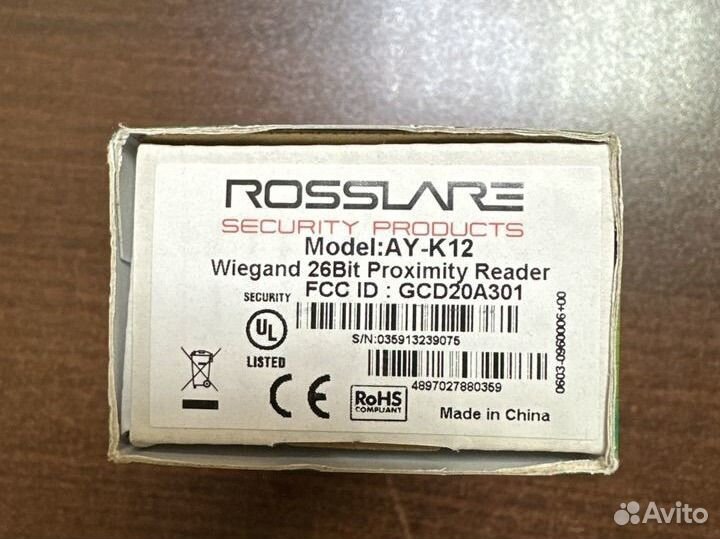 ROSSLARE
SECURITY PRODUCTS
Model:AY-K12
Wiegand 26Bit Proximity Reader
FCC ID : GCD20A301
SECURITY
UL
LISTED
S/N:035913239075
4897027880359
CE
RoHS
COMPLIANT
Made in China
0603-0960006+00
Avito